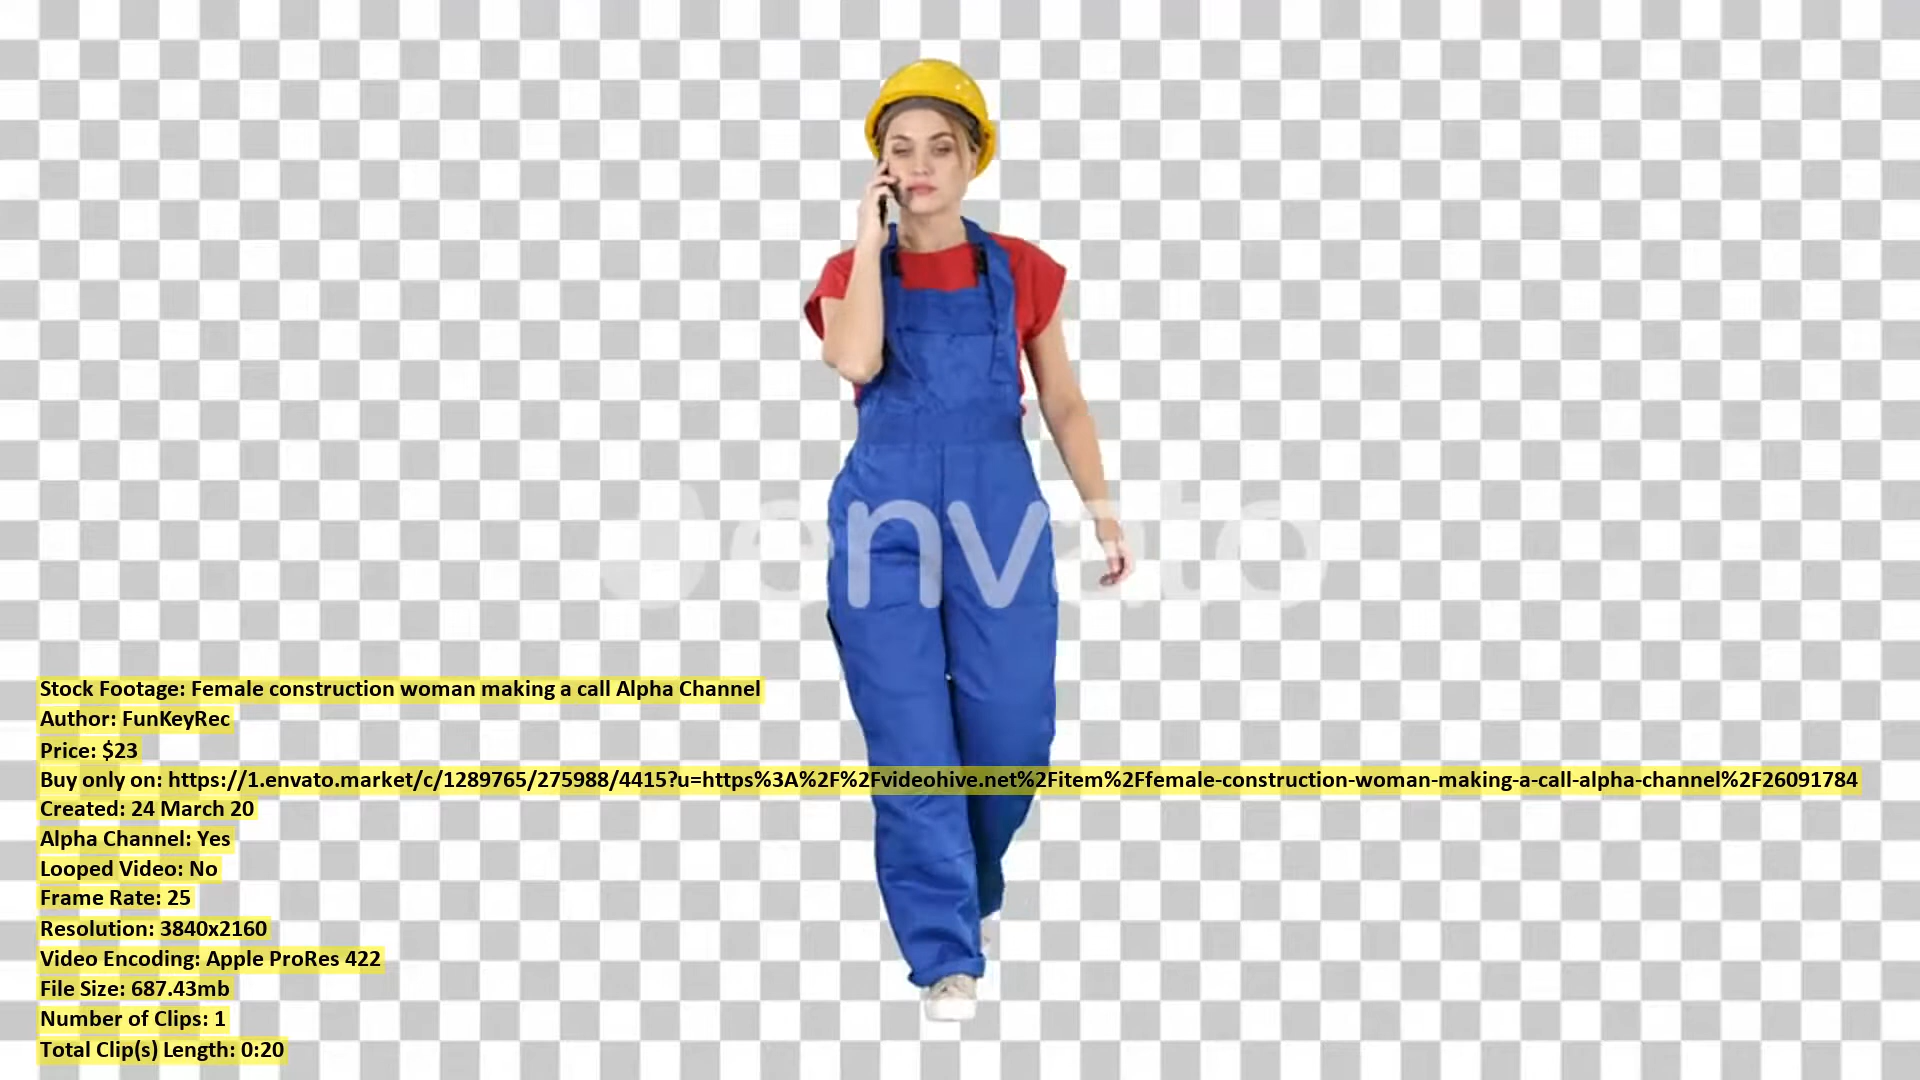 envato
Stock Footage: Female construction woman making a call Alpha Channel
Author: FunKeyRec
Price: $23
Buy only on: https://1.envato.market/c/1289765/275988/4415?u=https%3A%2F%2Fvideohive.net%2Fitem%2Ffemale-construction-woman-making-a-call-alpha-channel%2F26091784
Created: 24 March 20
Alpha Channel: Yes
Looped Video: No
Frame Rate: 25
Resolution: 3840x2160
Video Encoding: Apple ProRes 422
File Size: 687.43mb
Number of Clips: 1
Total Clip(s) Length: 0:20